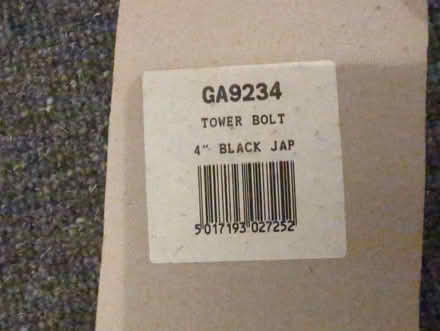 GA9234
TOWER BOLT
4" BLACK JAP
5 017193 027252